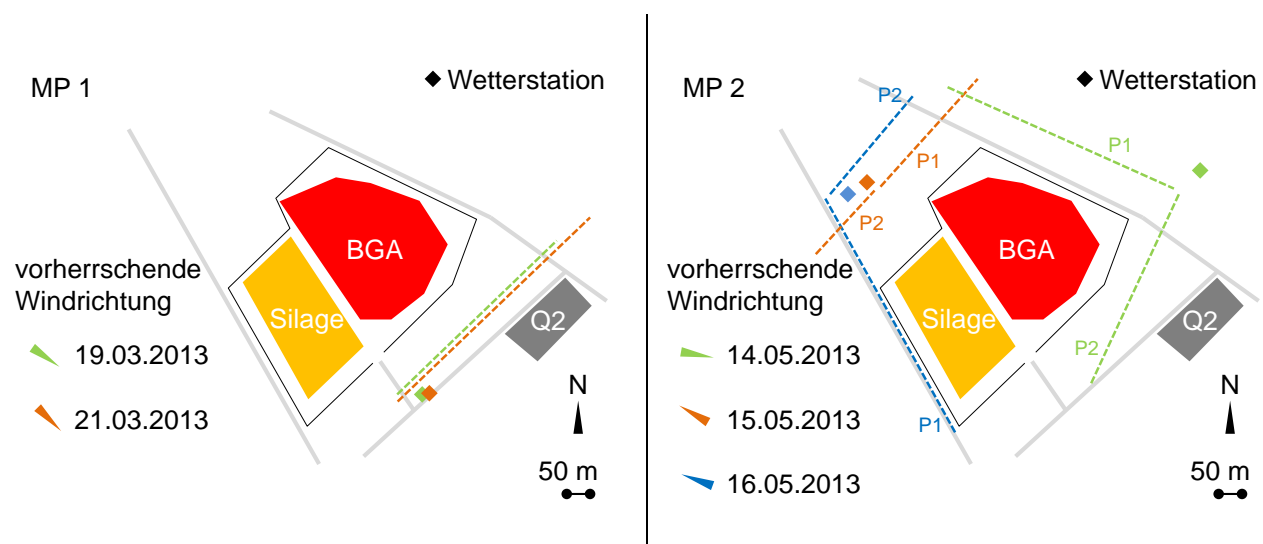 MP 1
Wetterstation
BGA
vorherrschende
Windrichtung
Silage
Q2
19.03.2013
21.03.2013
N
50 m
MP 2
Wetterstation
P2
P1
P1
P2
BGA
vorherrschende
Windrichtung
Silage
Q2
P2
14.05.2013
N
15.05.2013
P1
16.05.2013
50 m